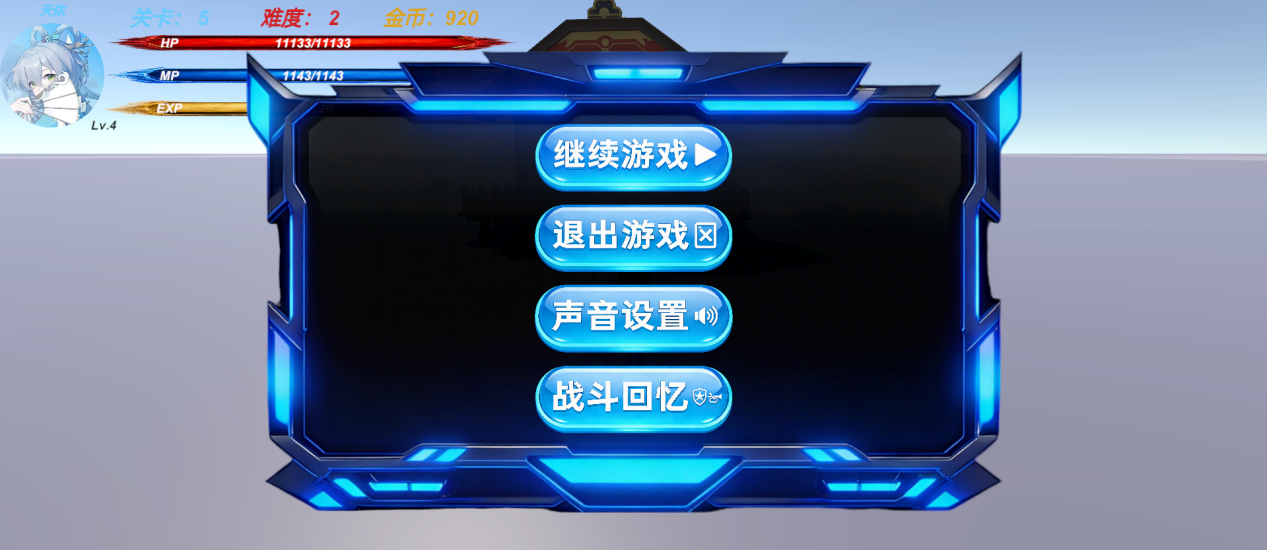 天依
关卡： 5 难度： 2 金币：920
HP 11133/11133
MP 1143/1143
EXP
Lv.4
继续游戏
退出游戏
声音设置
战斗回忆